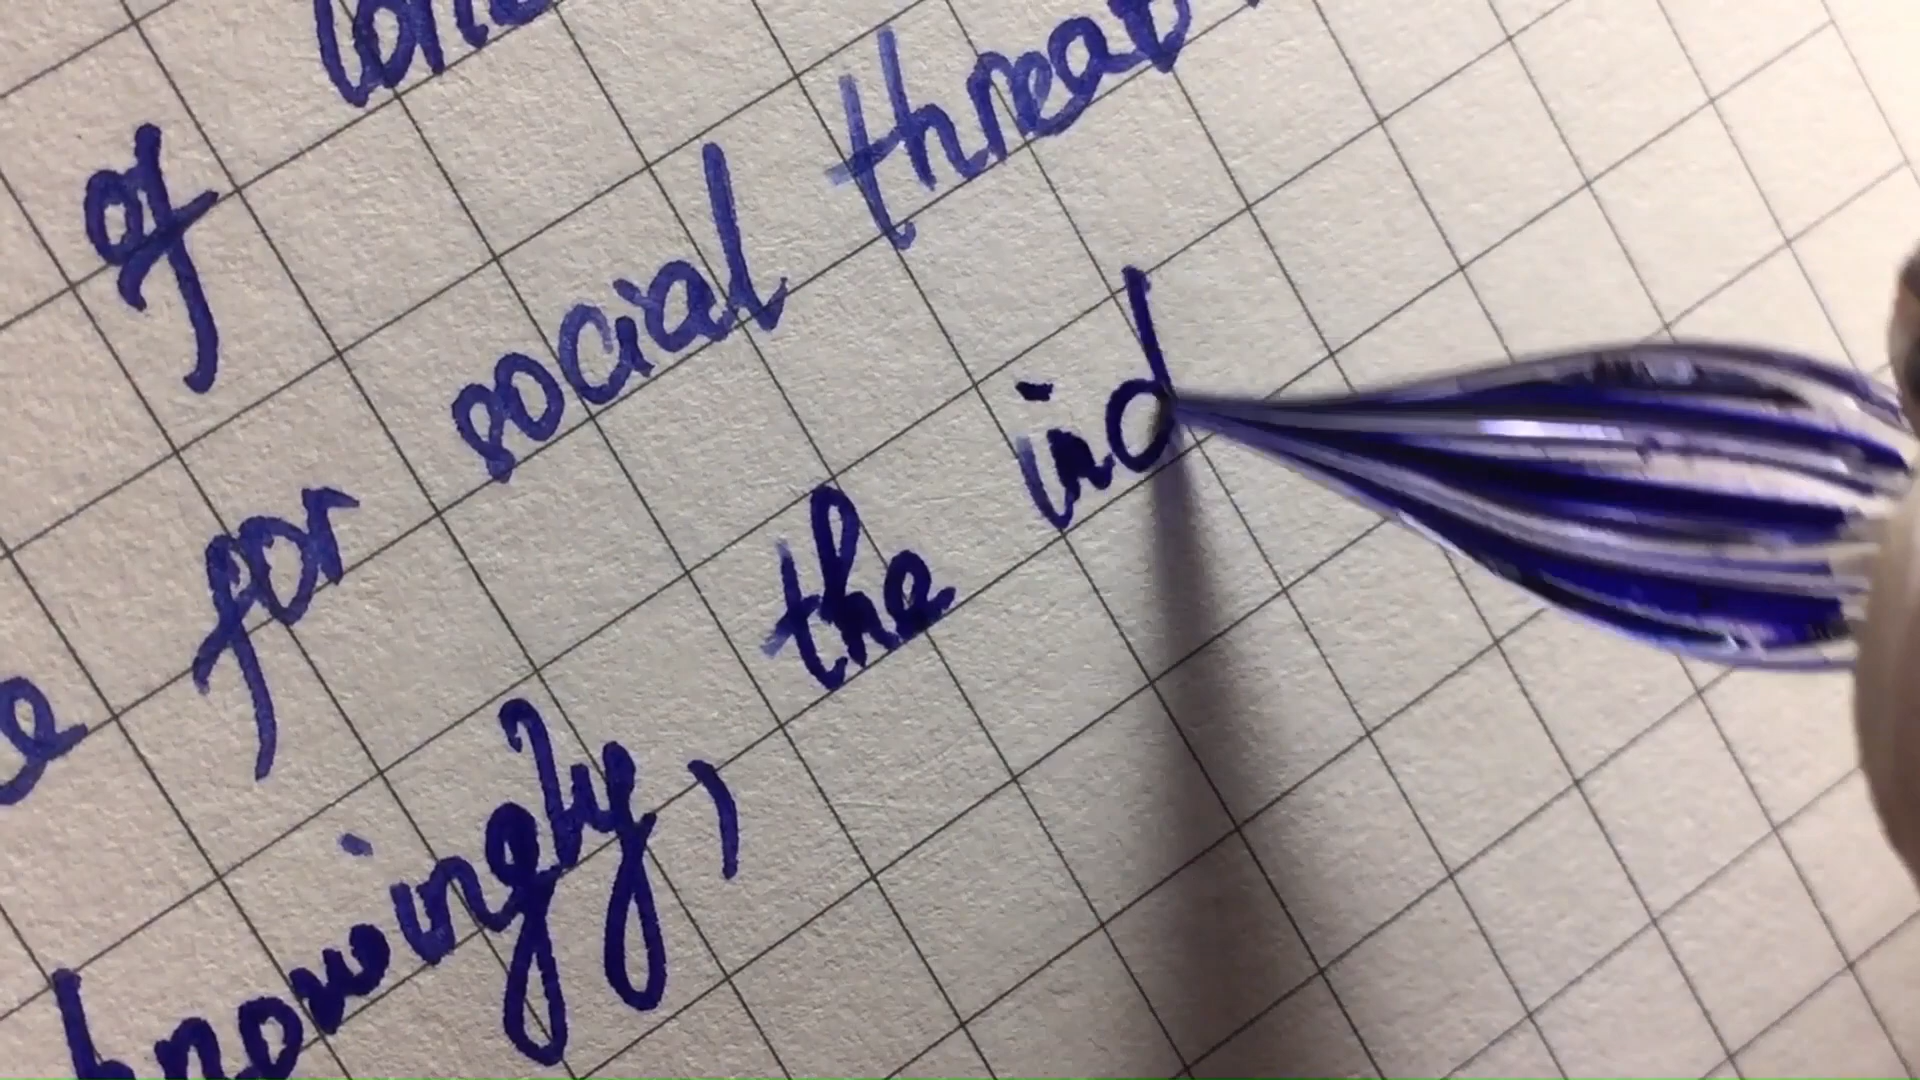 of
e for social threat
knowingly, the ind